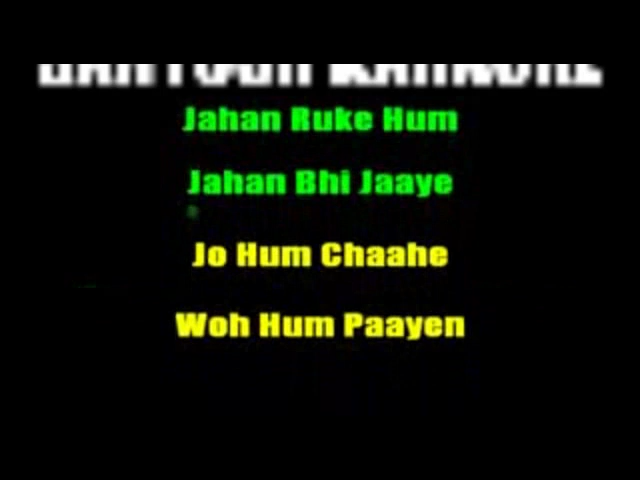 Jahan Ruke Hum
Jahan Bhi Jaaye
Jo Hum Chaahe
Woh Hum Paayen